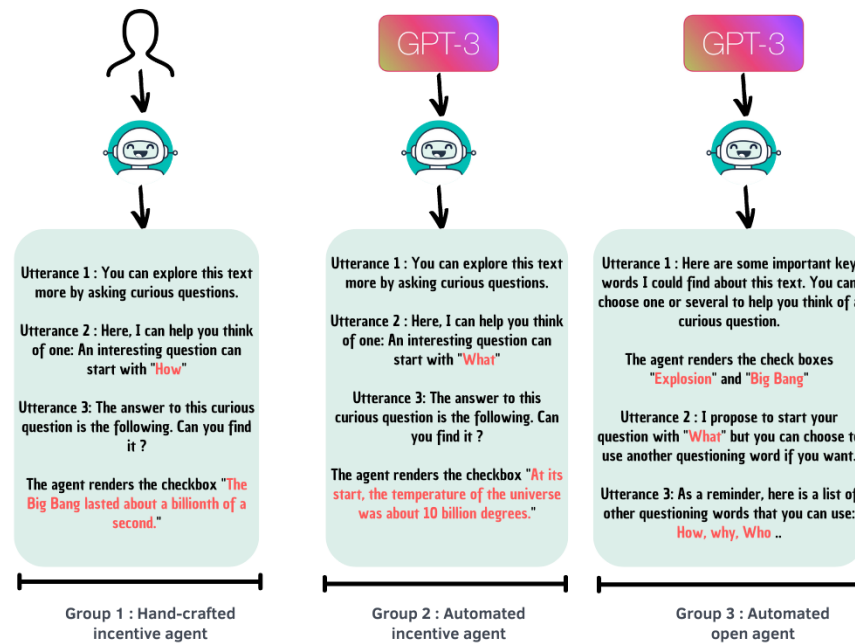 GPT-3
GPT-3
Utterance 1 : You can explore this text
more by asking curious questions.
Utterance 2 : Here, I can help you think
of one: An interesting question can
start with "How"
Utterance 3: The answer to this curious
question is the following. Can you find
it ?
The agent renders the checkbox "The
Big Bang lasted about a billionth of a
second."
Utterance 1 : You can explore this text
more by asking curious questions.
Utterance 2 : Here, I can help you think
of one: An interesting question can
start with "What"
Utterance 3: The answer to this
curious question is the following. Can
you find it ?
The agent renders the checkbox "At its
start, the temperature of the universe
was about 10 billion degrees."
Utterance 1 : Here are some important key
words I could find about this text. You can
choose one or several to help you think of a
curious question.
The agent renders the check boxes
"Explosion" and "Big Bang"
Utterance 2 : I propose to start your
question with "What" but you can choose to
use another questioning word if you want.
Utterance 3: As a reminder, here is a list of
other questioning words that you can use:
How, why, Who ..
Group 1 : Hand-crafted
incentive agent
Group 2 : Automated
incentive agent
Group 3 : Automated
open agent